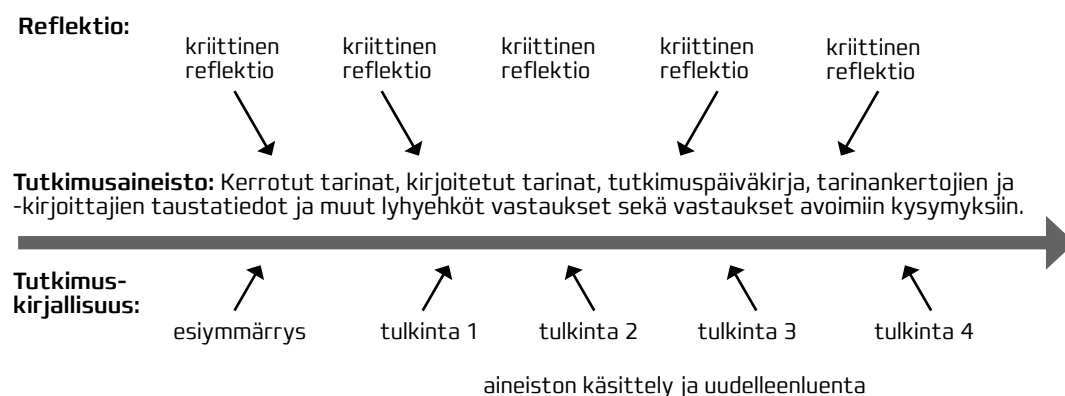 Reflektio:
kriittinen kriittinen kriittinen kriittinen kriittinen
reflektio reflektio reflektio reflektio reflektio
Tutkimusaineisto: Kerrotut tarinat, kirjoitetut tarinat, tutkimuspäiväkirja, tarinankertojien ja
-kirjoittajien taustatiedot ja muut lyhyehköt vastaukset sekä vastaukset avoimiin kysymyksiin.
Tutkimus-
kirjallisuus:
esiymmärrys tulkinta 1 tulkinta 2 tulkinta 3 tulkinta 4
aineiston käsittely ja uudelleenluenta